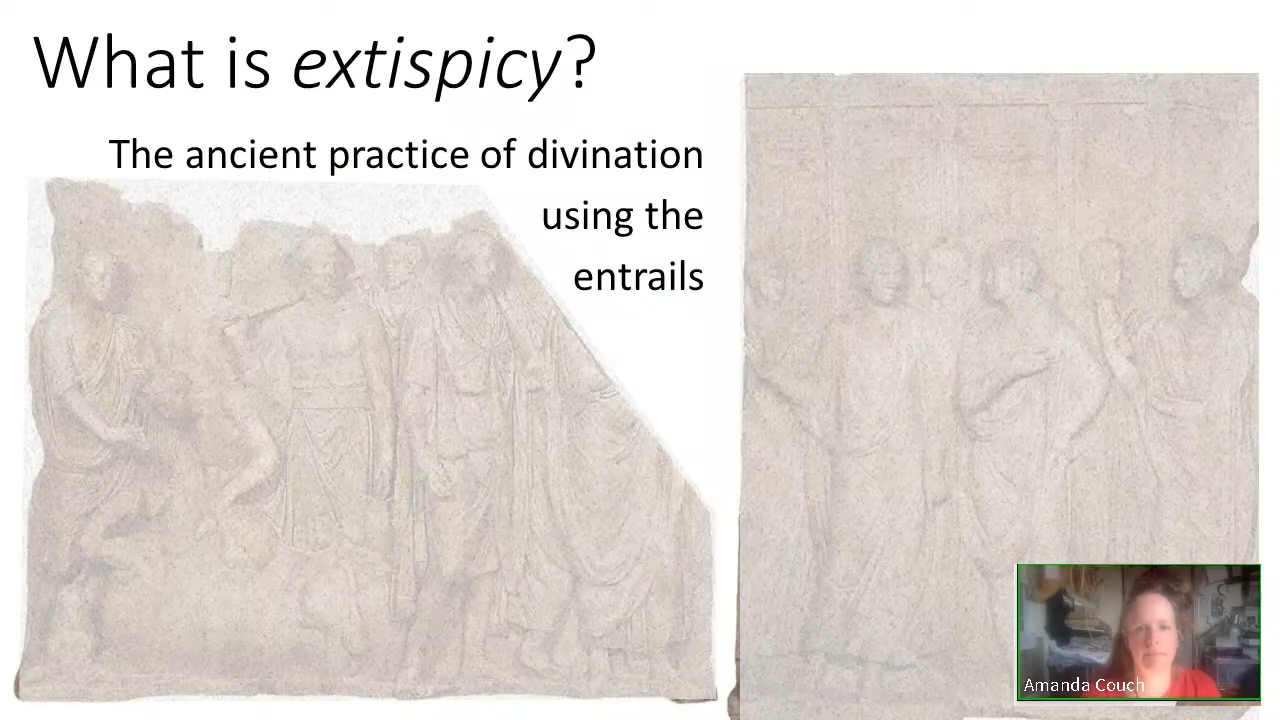 What is extispicy?
The ancient practice of divination
using the
entrails
Amanda Couch